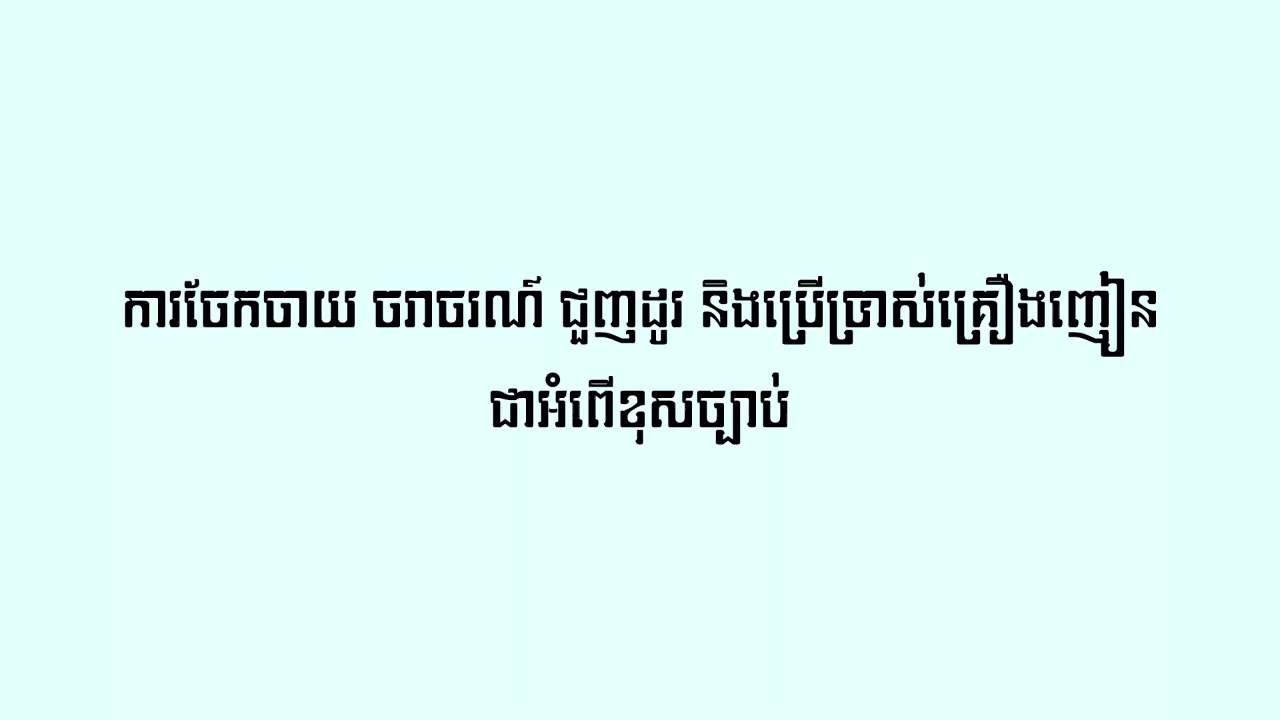 ការចែកចាយ ចរាចរណ៍ ជួញដូរ និងប្រើប្រាស់គ្រឿងញៀន
ជាអំពើខុសច្បាប់